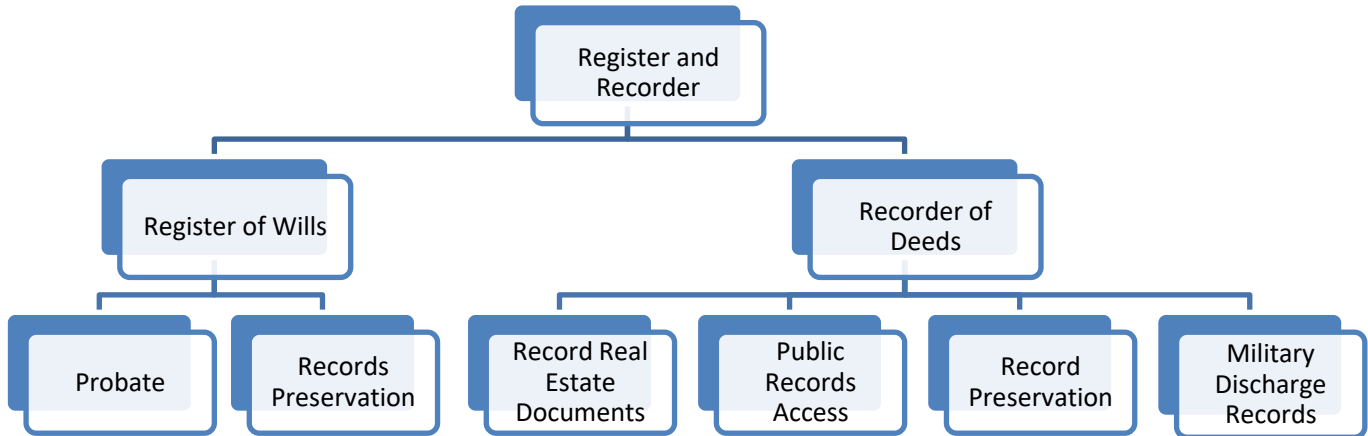 Register and
Recorder
Register of Wills
Recorder of
Deeds
Probate
Records
Preservation
Record Real
Estate
Documents
Public
Records
Access
Record
Preservation
Military
Discharge
Records